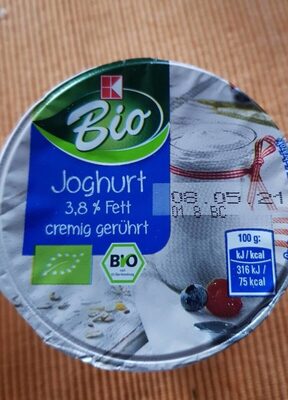 K
Bio
Joghurt
3,8 % Fett
cremig gerührt
08.05 21
01 8 BC
BIO
100 g:
kJ / kcal
316 kJ /
75 kcal